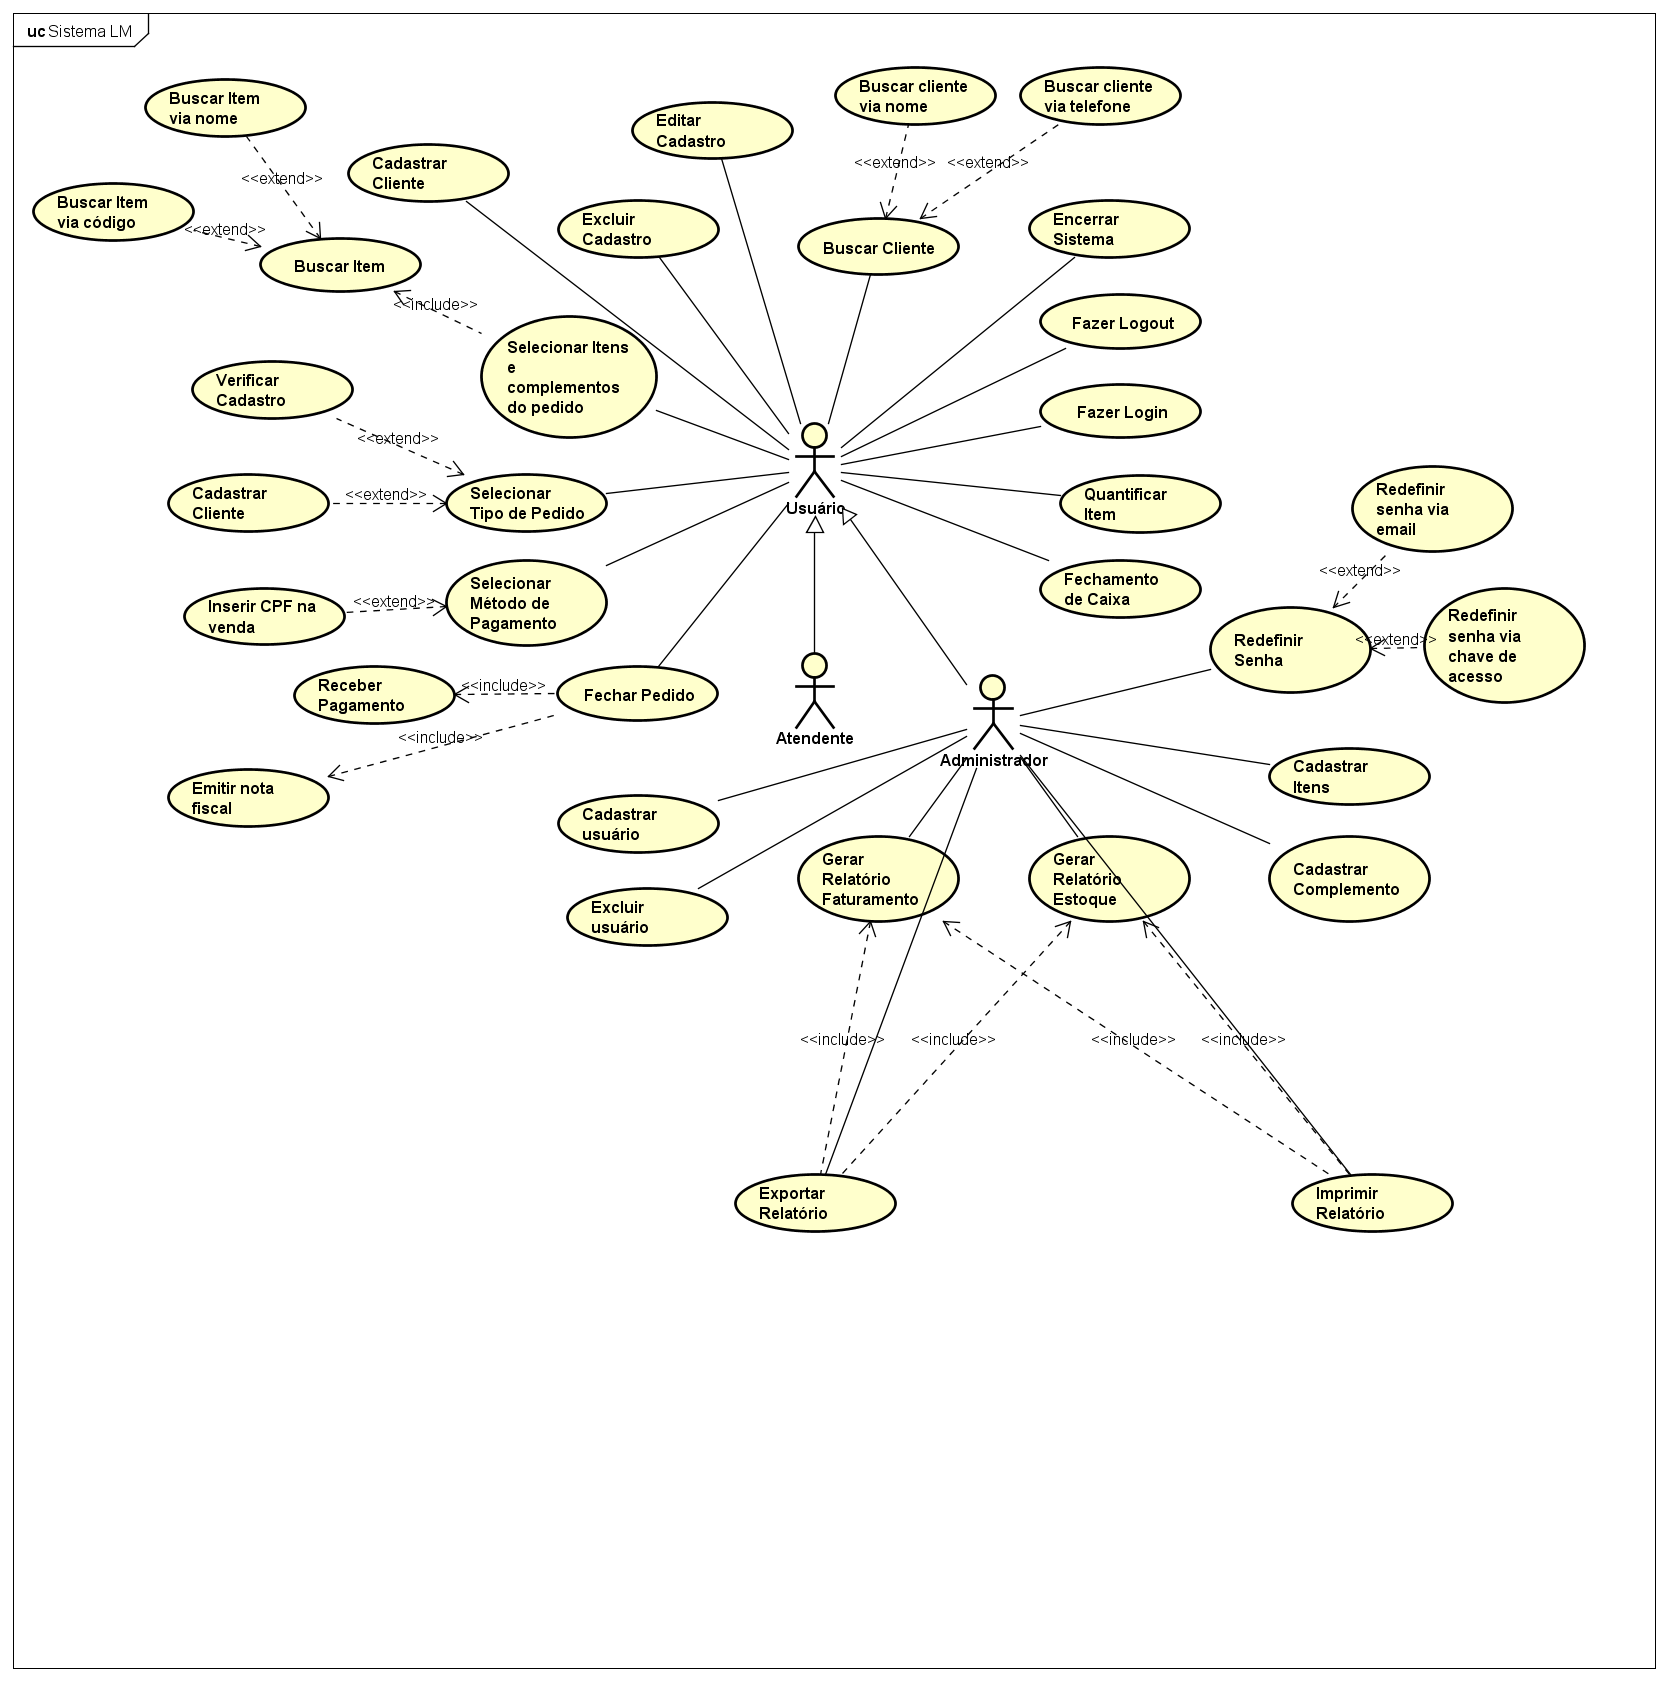 uc Sistema LM
Buscar Item
via nome
<<extend>>
Buscar Item
via código
<<extend>>
Buscar Item
<<include>>
Cadastrar
Cliente
Editar
Cadastro
Excluir
Cadastro
Buscar cliente
via nome
Buscar cliente
via telefone
<<extend>>
<<extend>>
Buscar Cliente
Encerrar
Sistema
Fazer Logout
Fazer Login
Quantificar
Item
Fechamento
de Caixa
Selecionar Itens
e
complementos
do pedido
Verificar
Cadastro
<<extend>>
Cadastrar
Cliente
<<extend>>
Selecionar
Tipo de Pedido
Usuário
Inserir CPF na
venda
<<extend>>
Selecionar
Método de
Pagamento
Receber
Pagamento
<<include>>
Fechar Pedido
<<include>>
Emitir nota
fiscal
Atendente
Administrador
Redefinir
senha via
email
<<extend>>
Redefinir
Senha
<<extend>>
Redefinir
senha via
chave de
acesso
Cadastrar
Itens
Cadastrar
Complemento
Cadastrar
usuário
Excluir
usuário
Gerar
Relatório
Faturamento
Gerar
Relatório
Estoque
<<include>>
<<include>>
<<include>>
<<include>>
Exportar
Relatório
Imprimir
Relatório